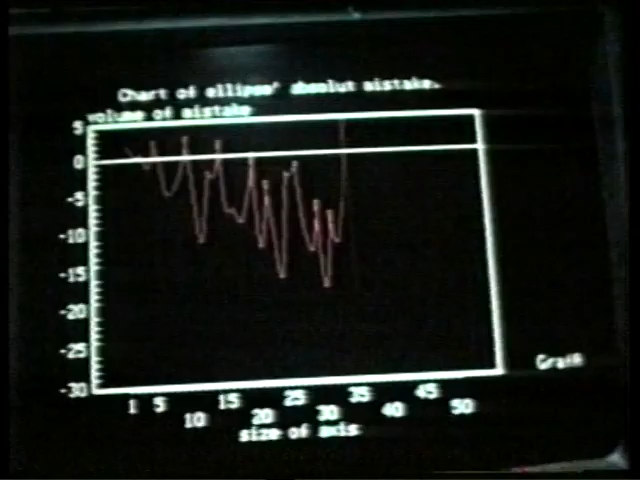 Chart of ellipse' absolut mistake.
volume of mistake
5
0
-5
-10
-15
-20
-25
-30
GrafA
1 5 15 25 35 45
10 20 30 40 50
size of axis